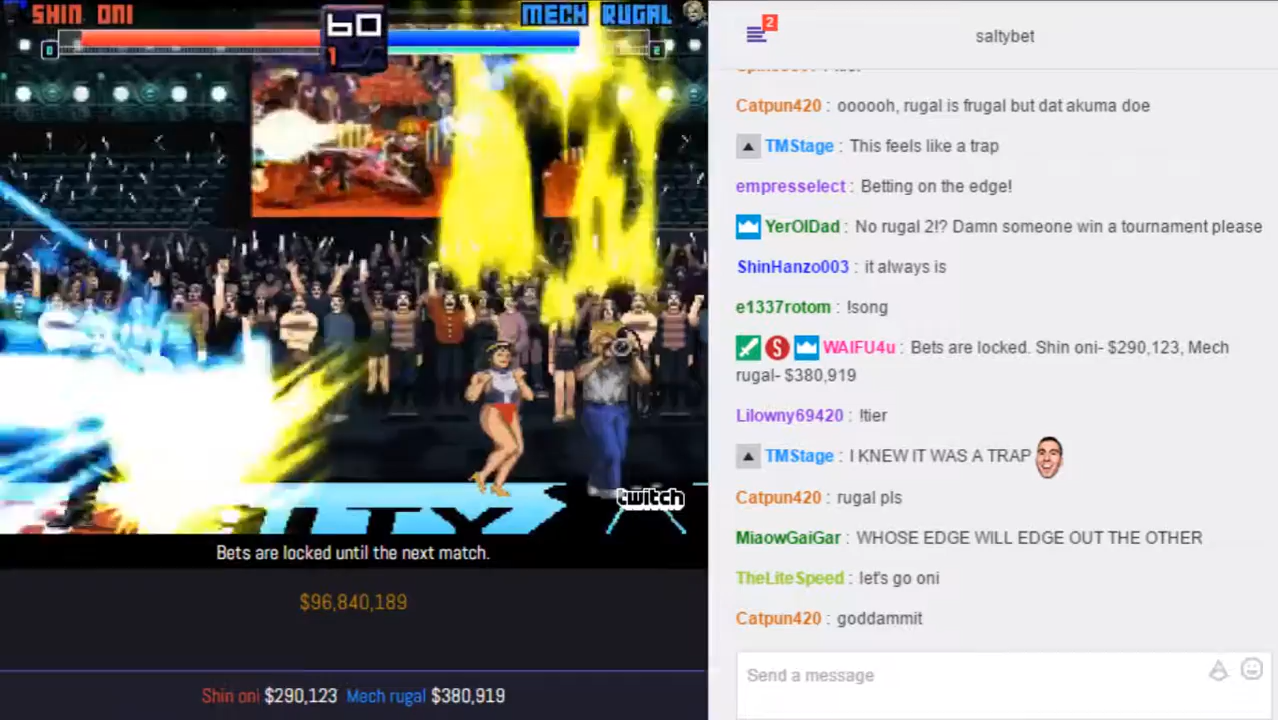 SHIN ONI
60
MECH RUGAL
0
1
2
twitch
Bets are locked until the next match.
$96,840,189
Shin oni $290,123 Mech rugal $380,919
2
saltybet
Catpun420 : oooooh, rugal is frugal but dat akuma doe
TMStage : This feels like a trap
empresselect : Betting on the edge!
YerOlDad : No rugal 2!? Damn someone win a tournament please
ShinHanzo003 : it always is
e1337rotom : !song
S WAIFU4u : Bets are locked. Shin oni- $290,123, Mech
rugal- $380,919
Lilowny69420 : !tier
TMStage : I KNEW IT WAS A TRAP
Catpun420 : rugal pls
MiaowGaiGar : WHOSE EDGE WILL EDGE OUT THE OTHER
TheLiteSpeed : let's go oni
Catpun420 : goddammit
Send a message